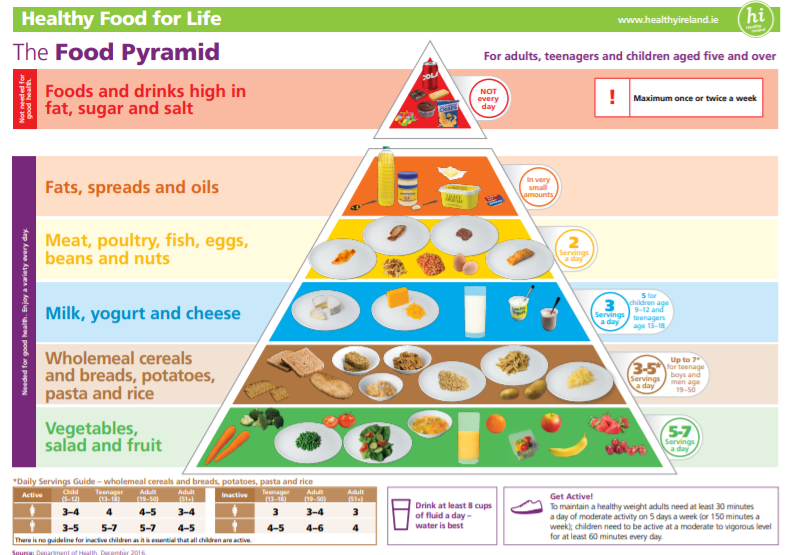 Healthy Food for Life
www.healthyireland.ie
hi
healthy
ireland
The Food Pyramid
For adults, teenagers and children aged five and over
Not needed for
good health.
Foods and drinks high in
fat, sugar and salt
COLA
CHIPS
NOT
every
day
!
Maximum once or twice a week
Needed for good health. Enjoy a variety every day.
Fats, spreads and oils
In very
small
amounts
Meat, poultry, fish, eggs,
beans and nuts
2
Servings
a day
Milk, yogurt and cheese
3
Servings
a day
5 for
children age
9–12 and
teenagers
age 13–18
Wholemeal cereals
and breads, potatoes,
pasta and rice
3-5*
Servings
a day
Up to 7*
for teenage
boys and
men age
19–50
Vegetables,
salad and fruit
5-7
Servings
a day
*Daily Servings Guide – wholemeal cereals and breads, potatoes, pasta and rice
Active Child (5–12) Teenager (13–18) Adult (19–50) Adult (51+)
3–4 4 4–5 3–4
3–5 5–7 5–7 4–5
Inactive Teenager (13–18) Adult (19–50) Adult (51+)
3 3–4 3
4–5 4–6 4
There is no guideline for inactive children as it is essential that all children are active.
Drink at least 8 cups
of fluid a day –
water is best
Get Active!
To maintain a healthy weight adults need at least 30 minutes
a day of moderate activity on 5 days a week (or 150 minutes a
week); children need to be active at a moderate to vigorous level
for at least 60 minutes every day.
Source: Department of Health. December 2016.